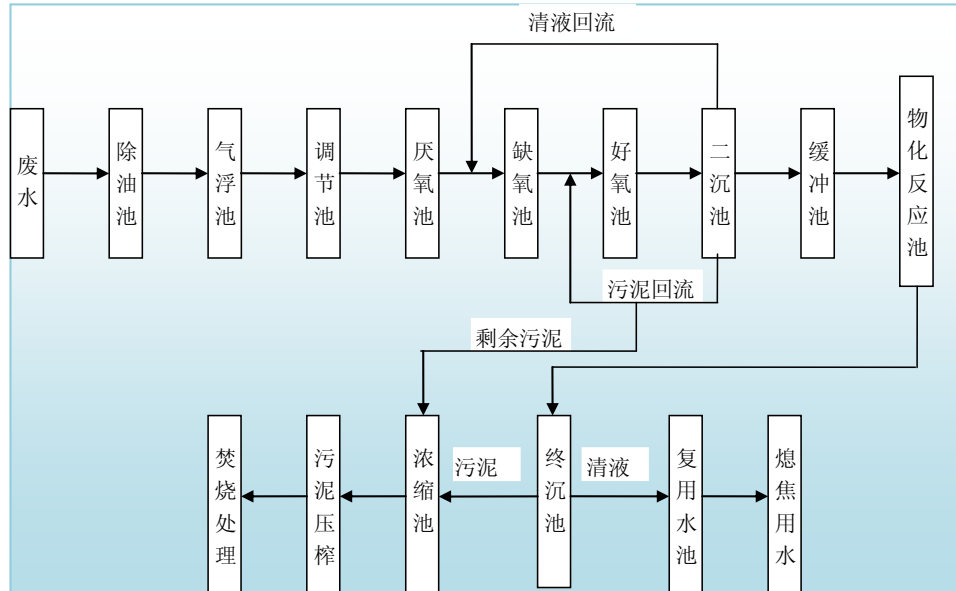 清液回流
废水
除油池
气浮池
调节池
厌氧池
缺氧池
好氧池
二沉池
缓冲池
物化反应池
污泥回流
剩余污泥
焚烧处理
污泥压榨
浓缩池
污泥
终沉池
清液
复用水池
熄焦用水